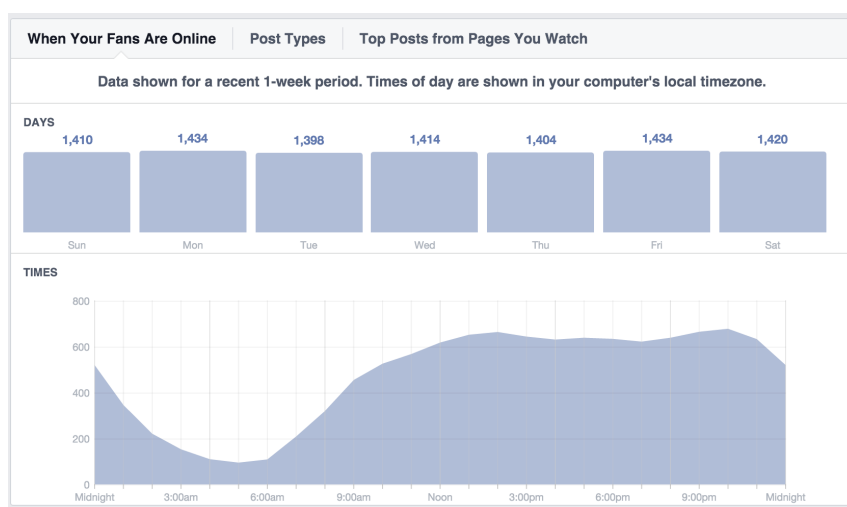 When Your Fans Are Online Post Types Top Posts from Pages You Watch
Data shown for a recent 1-week period. Times of day are shown in your computer's local timezone.
DAYS
1,410 1,434 1,398 1,414 1,404 1,434 1,420
Sun Mon Tue Wed Thu Fri Sat
TIMES
800
600
400
200
0
Midnight 3:00am 6:00am 9:00am Noon 3:00pm 6:00pm 9:00pm Midnight